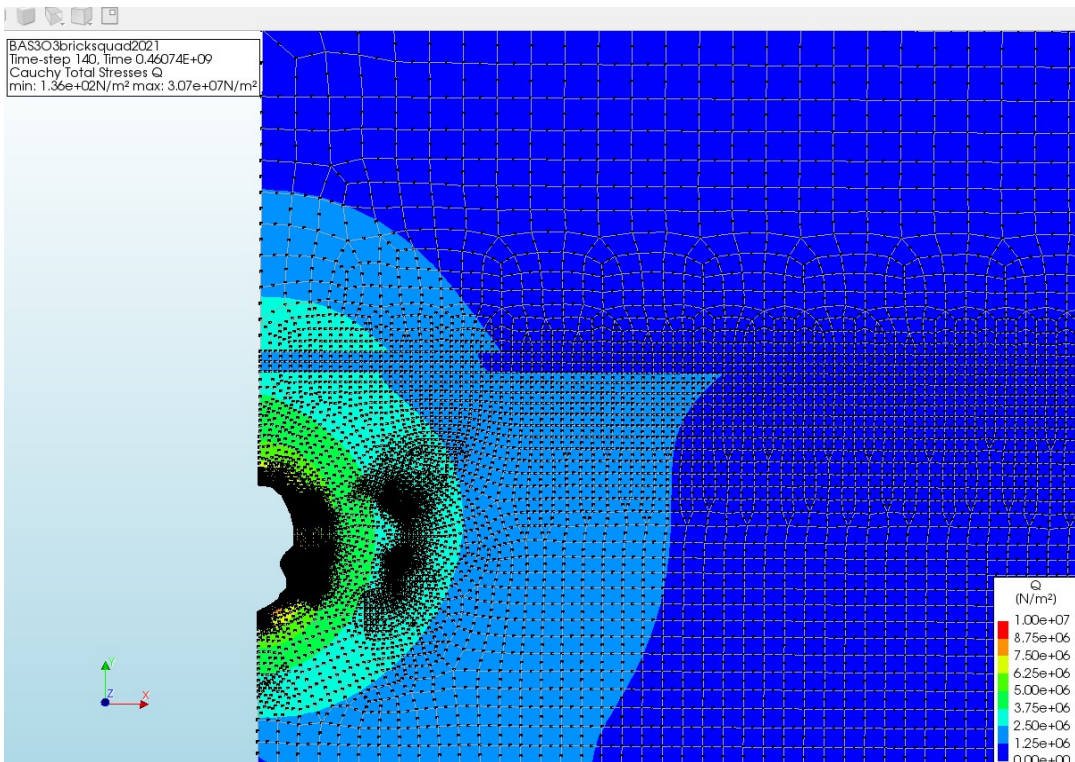 BAS3O3bricksquad2021
Time-step 140, Time 0.46074E+09
Cauchy Total Stresses Q
min: 1.36e+02N/m² max: 3.07e+07N/m²
Y
Z
X
Q
(N/m²)
1.00e+07
8.75e+06
7.50e+06
6.25e+06
5.00e+06
3.75e+06
2.50e+06
1.25e+06
0.00e+00